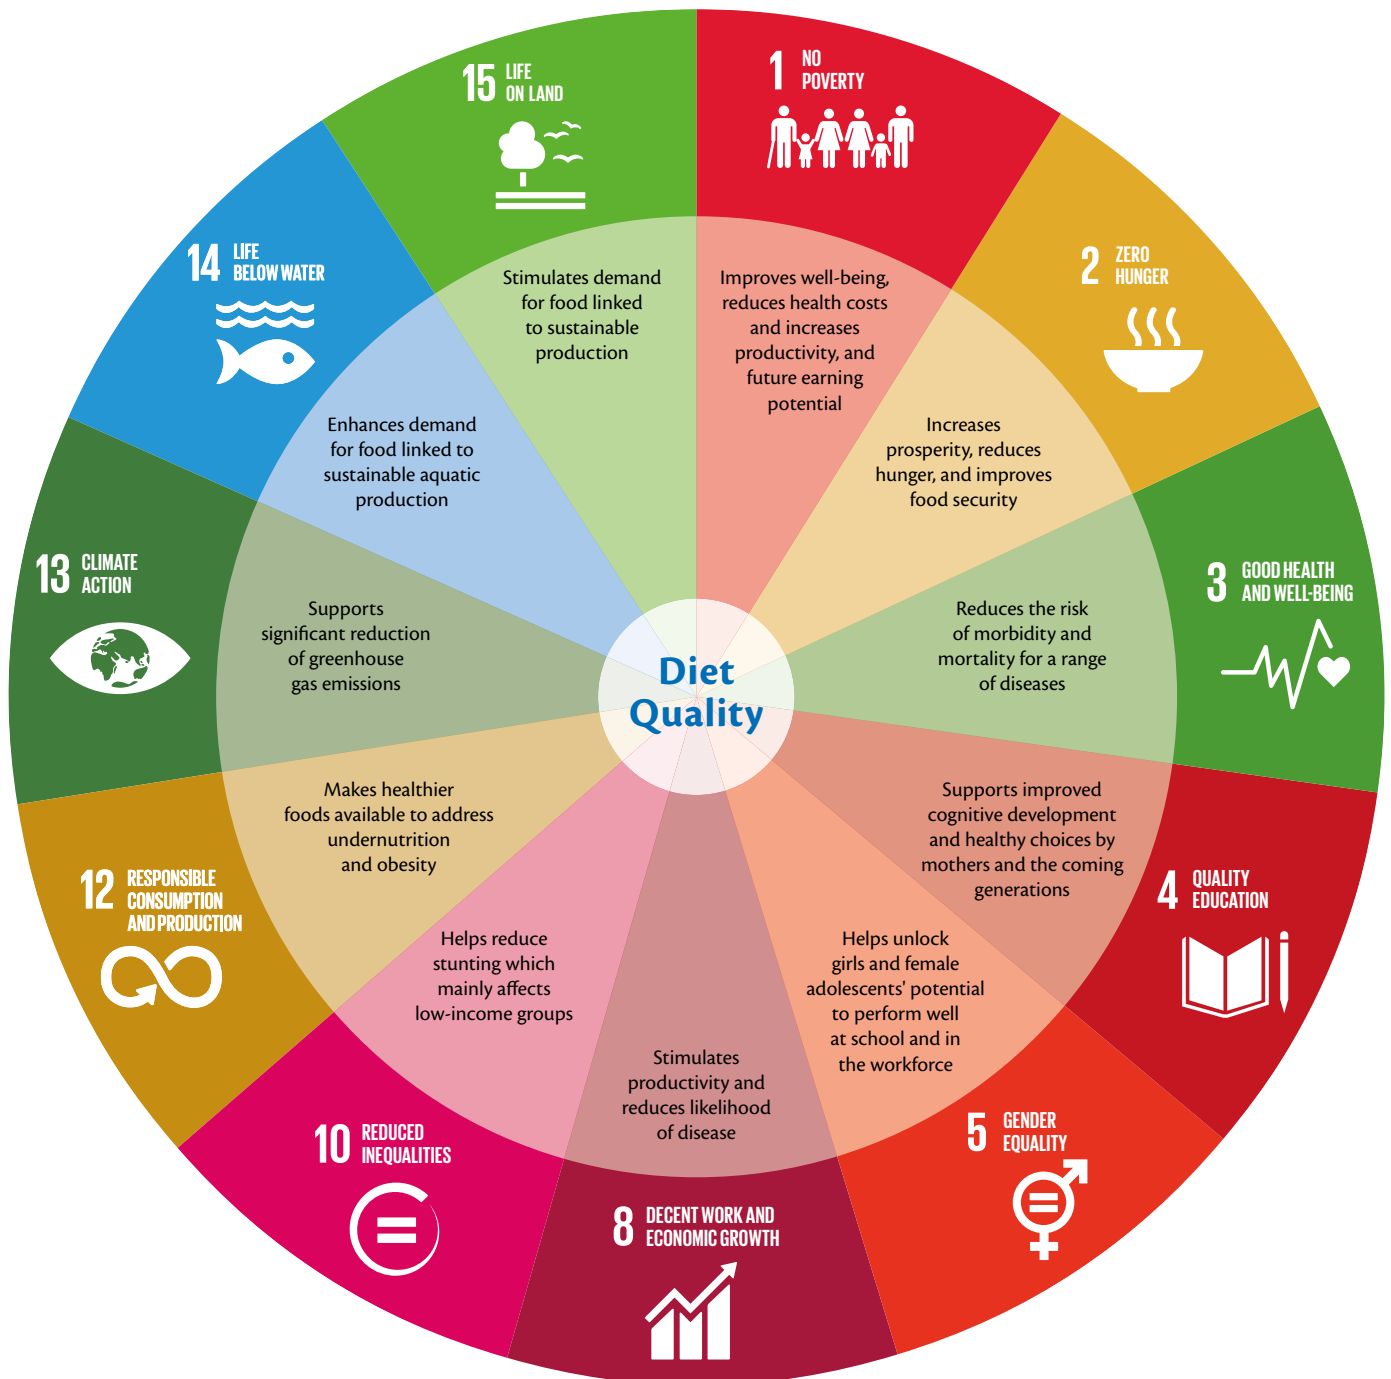 1 NO
POVERTY
Improves well-being,
reduces health costs
and increases
productivity, and
future earning
potential
2 ZERO
HUNGER
Increases
prosperity, reduces
hunger, and improves
food security
3 GOOD HEALTH
AND WELL-BEING
Reduces the risk
of morbidity and
mortality for a range
of diseases
4 QUALITY
EDUCATION
Supports improved
cognitive development
and healthy choices by
mothers and the coming
generations
5 GENDER
EQUALITY
Helps unlock
girls and female
adolescents' potential
to perform well
at school and in
the workforce
8 DECENT WORK AND
ECONOMIC GROWTH
Stimulates
productivity and
reduces likelihood
of disease
10 REDUCED
INEQUALITIES
Helps reduce
stunting which
mainly affects
low-income groups
12 RESPONSIBLE
CONSUMPTION
AND PRODUCTION
Makes healthier
foods available to address
undernutrition
and obesity
13 CLIMATE
ACTION
Supports
significant reduction
of greenhouse
gas emissions
14 LIFE
BELOW WATER
Enhances demand
for food linked to
sustainable aquatic
production
15 LIFE
ON LAND
Stimulates demand
for food linked
to sustainable
production
Diet
Quality